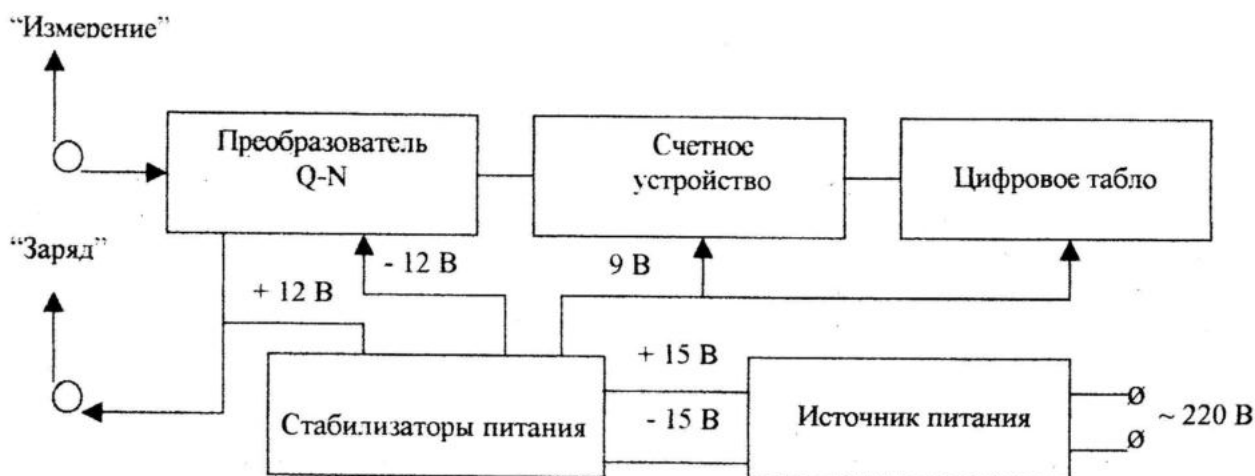 “Измерение”
Преобразователь
Q-N
Счетное
устройство
Цифровое табло
“Заряд”
- 12 В
9 В
+ 12 В
+ 15 В
Стабилизаторы питания
- 15 В
Источник питания
~ 220 В